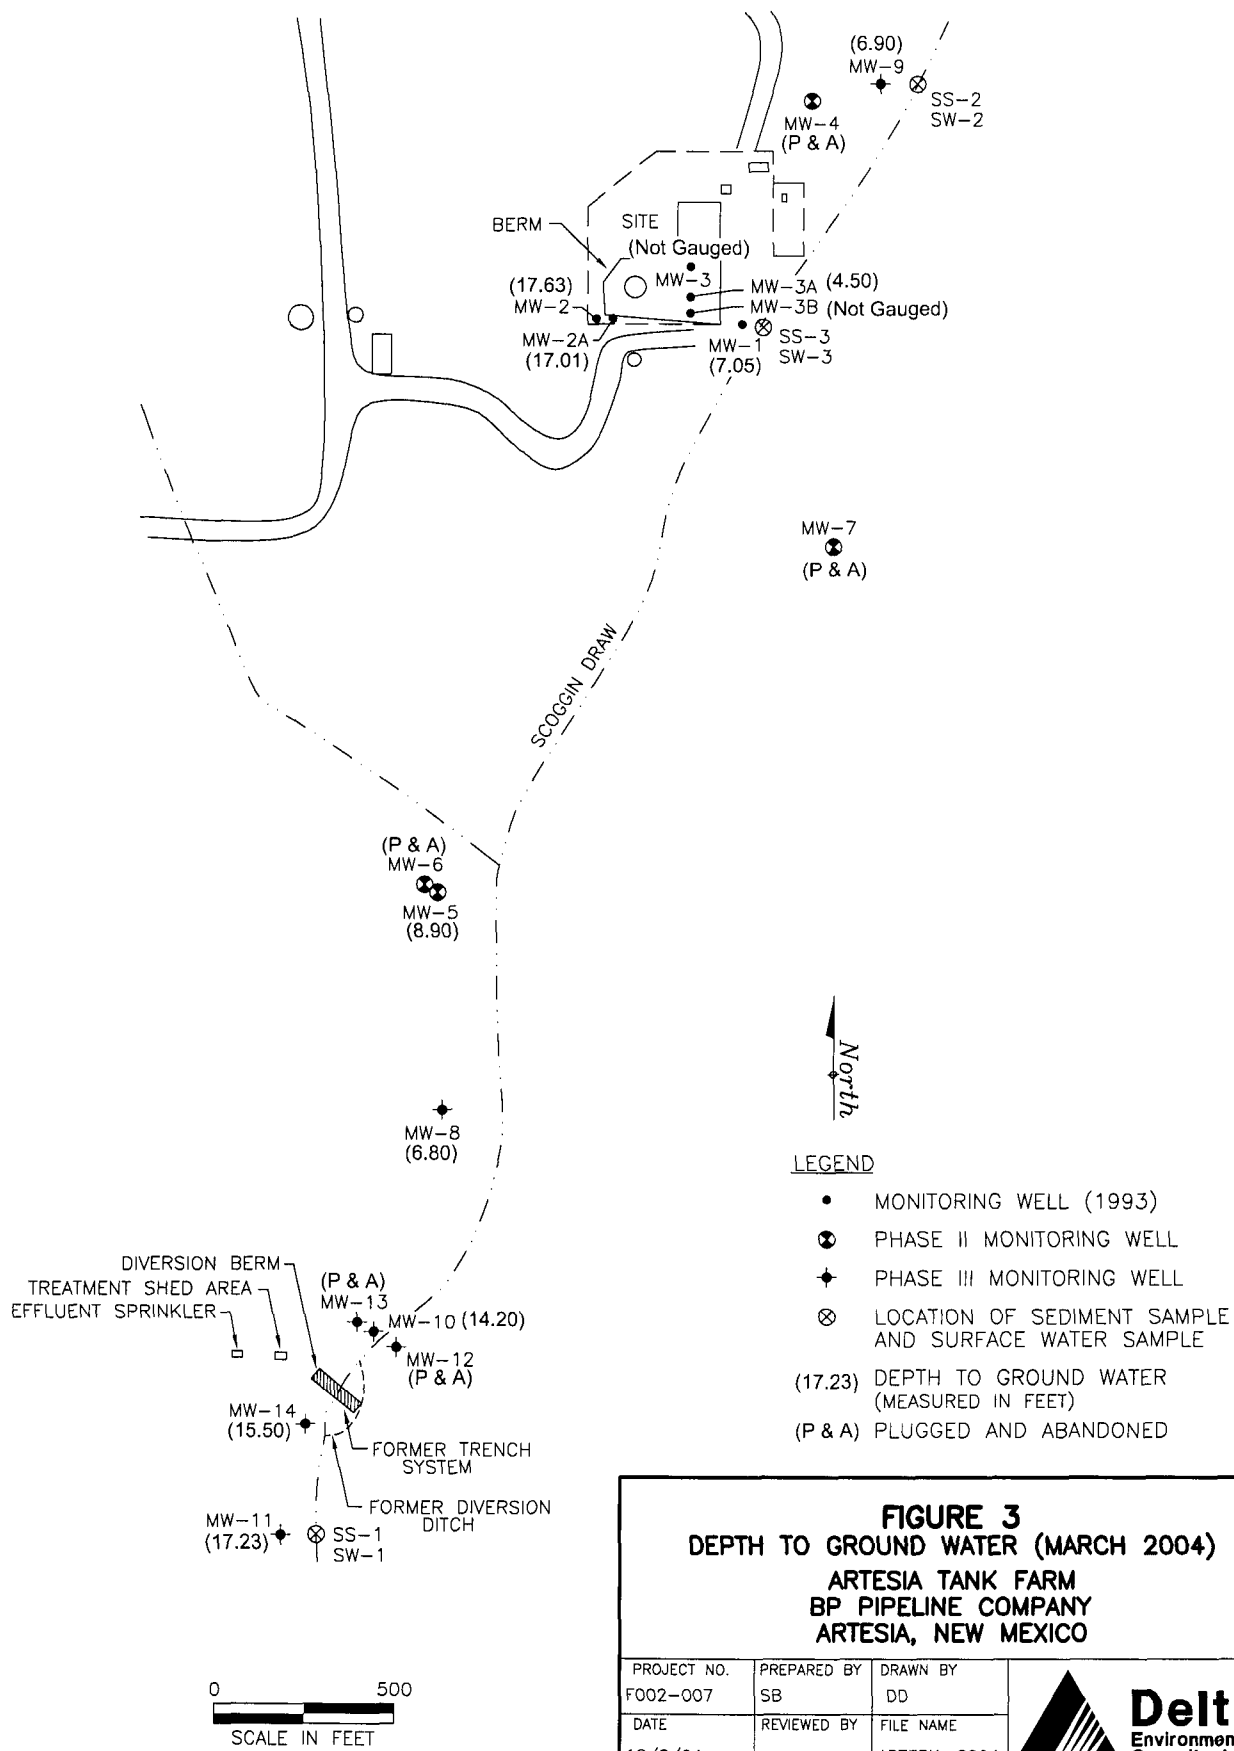 (6.90)
MW-9
SS-2
SW-2
MW-4
(P & A)
BERM
SITE
(Not Gauged)
MW-3
(17.63)
MW-2
MW-3A (4.50)
MW-3B (Not Gauged)
MW-2A
(17.01)
MW-1
(7.05)
SS-3
SW-3
MW-7
(P & A)
SCOGGIN DRAW
(P & A)
MW-6
MW-5
(8.90)
North
MW-8
(6.80)
LEGEND
MONITORING WELL (1993)
PHASE II MONITORING WELL
PHASE III MONITORING WELL
LOCATION OF SEDIMENT SAMPLE
AND SURFACE WATER SAMPLE
(17.23) DEPTH TO GROUND WATER
(MEASURED IN FEET)
(P & A) PLUGGED AND ABANDONED
DIVERSION BERM
TREATMENT SHED AREA
EFFLUENT SPRINKLER
(P & A)
MW-13
MW-10 (14.20)
MW-12
(P & A)
MW-14
(15.50)
FORMER TRENCH
SYSTEM
FORMER DIVERSION
DITCH
MW-11
(17.23)
SS-1
SW-1
0 500
SCALE IN FEET
FIGURE 3
DEPTH TO GROUND WATER (MARCH 2004)
ARTESIA TANK FARM
BP PIPELINE COMPANY
ARTESIA, NEW MEXICO
PROJECT NO.
F002-007
PREPARED BY
SB
DRAWN BY
DD
DATE
REVIEWED BY
FILE NAME
Delt
Environmen